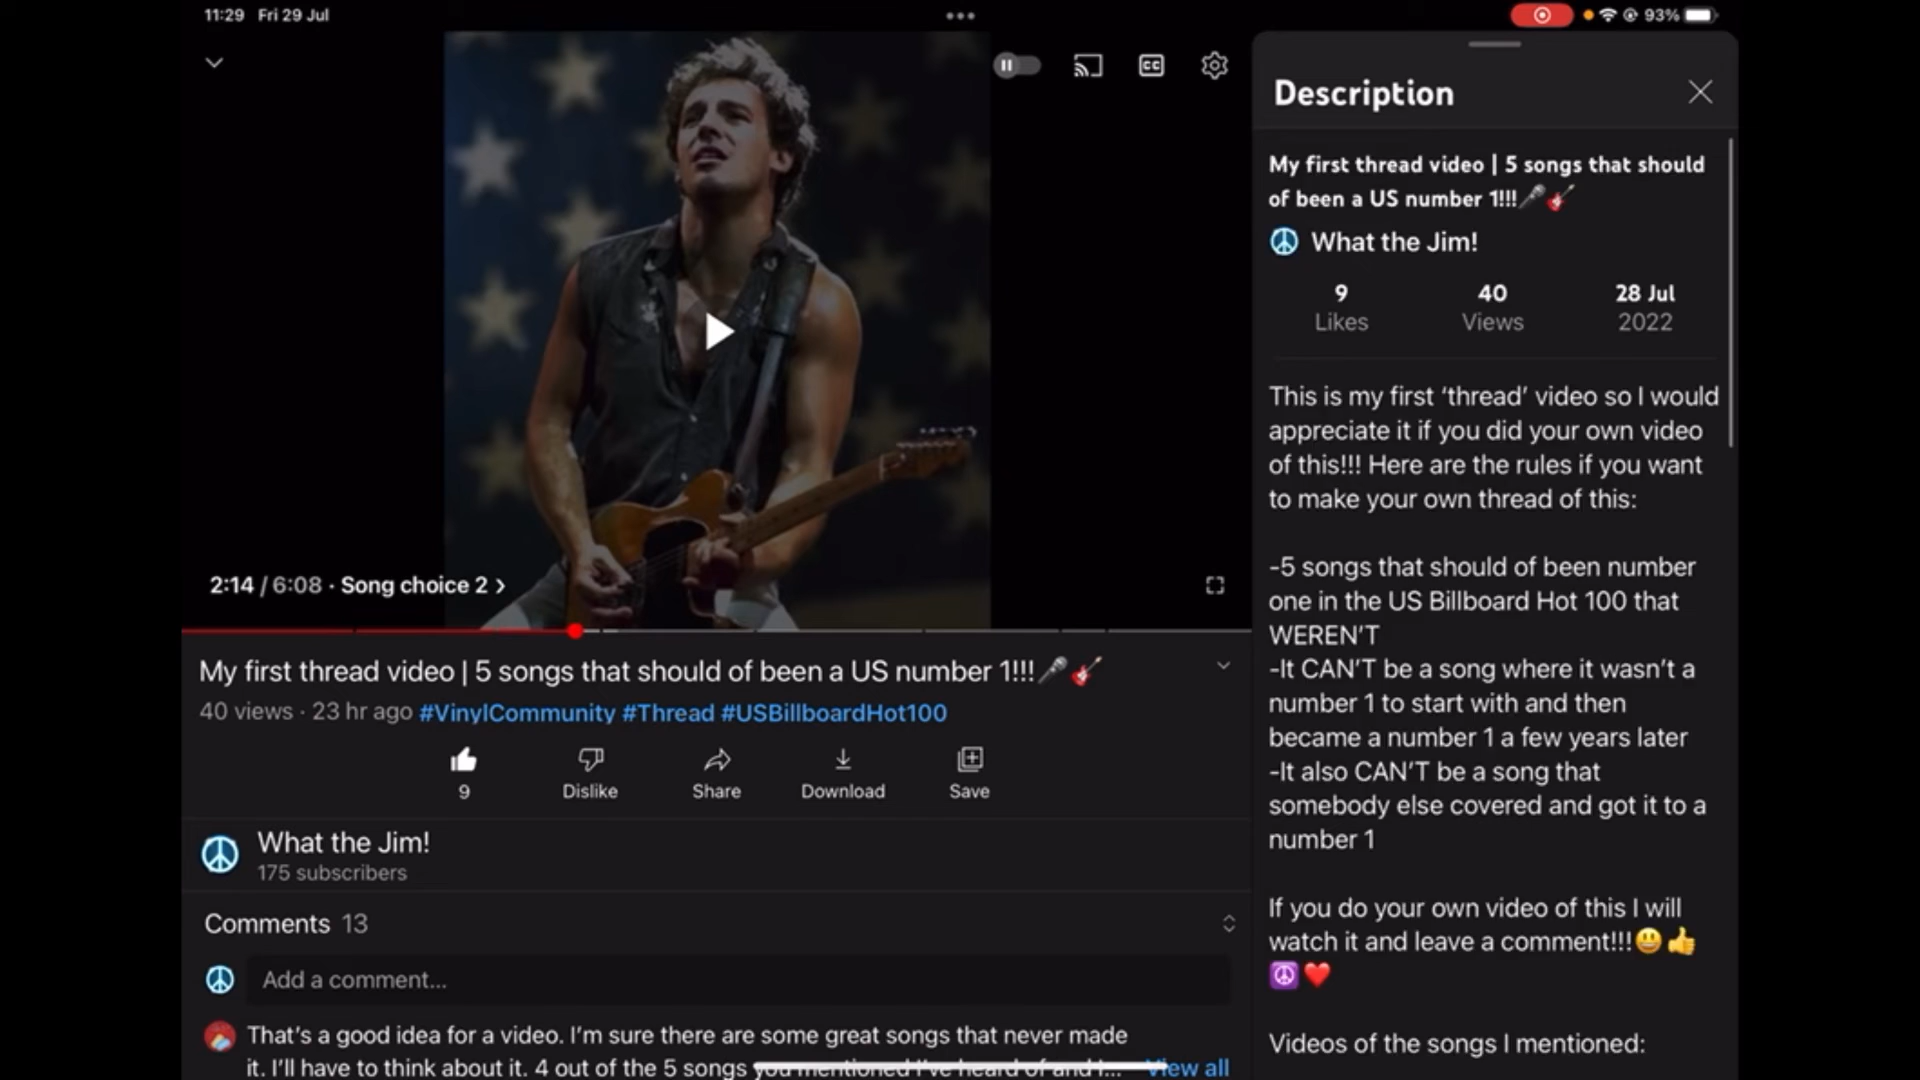 11:29 Fri 29 Jul
93%
CC
2:14 / 6:08 · Song choice 2 >
My first thread video | 5 songs that should of been a US number 1!!!🎤🎸
40 views · 23 hr ago #VinylCommunity #Thread #USBillboardHot100
9 Dislike Share Download Save
What the Jim!
175 subscribers
Comments 13
Add a comment...
That's a good idea for a video. I'm sure there are some great songs that never made
it. I'll have to think about it. 4 out of the 5 songs you mentioned I've heard of and I... View all
Description
My first thread video | 5 songs that should
of been a US number 1!!!🎤🎸
What the Jim!
9 40 28 Jul
Likes Views 2022
This is my first ‘thread’ video so I would
appreciate it if you did your own video
of this!!! Here are the rules if you want
to make your own thread of this:
-5 songs that should of been number
one in the US Billboard Hot 100 that
WEREN'T
-It CAN'T be a song where it wasn't a
number 1 to start with and then
became a number 1 a few years later
-It also CAN'T be a song that
somebody else covered and got it to a
number 1
If you do your own video of this I will
watch it and leave a comment!!!😃👍
☮️❤️
Videos of the songs I mentioned: